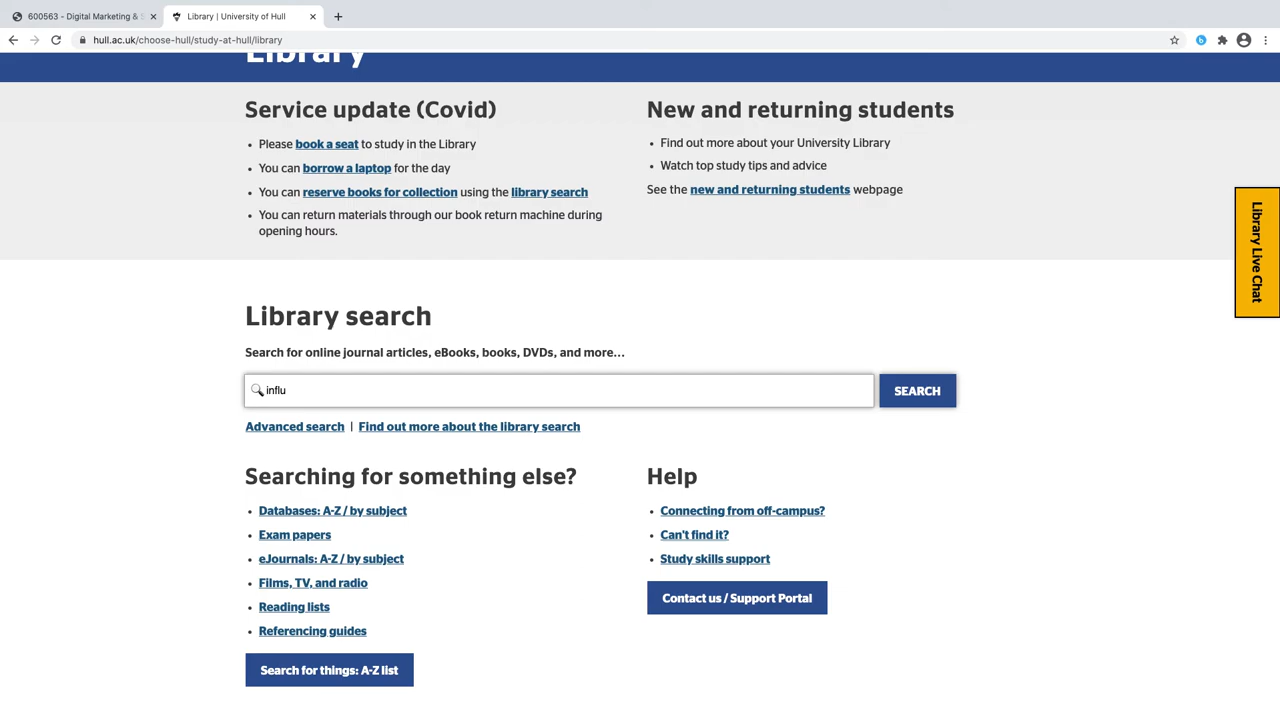 600563 - Digital Marketing &
Library | University of Hull
hull.ac.uk/choose-hull/study-at-hull/library
Library
Service update (Covid)
Please book a seat to study in the Library
You can borrow a laptop for the day
You can reserve books for collection using the library search
You can return materials through our book return machine during
opening hours.
New and returning students
Find out more about your University Library
Watch top study tips and advice
See the new and returning students webpage
Library Live Chat
Library search
Search for online journal articles, eBooks, books, DVDs, and more...
influ
SEARCH
Advanced search | Find out more about the library search
Searching for something else?
Databases: A-Z / by subject
Exam papers
eJournals: A-Z / by subject
Films, TV, and radio
Reading lists
Referencing guides
Search for things: A-Z list
Help
Connecting from off-campus?
Can't find it?
Study skills support
Contact us / Support Portal